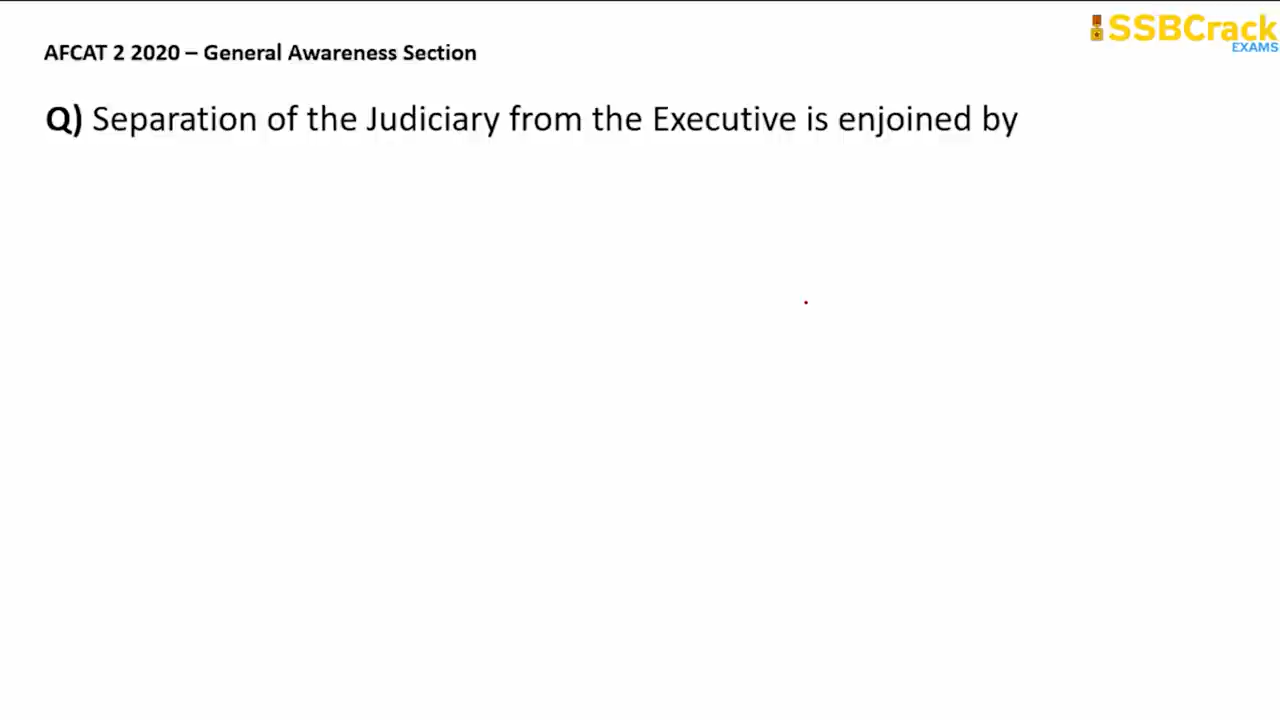 SSBCrack
EXAMS
AFCAT 2 2020 – General Awareness Section
Q) Separation of the Judiciary from the Executive is enjoined by